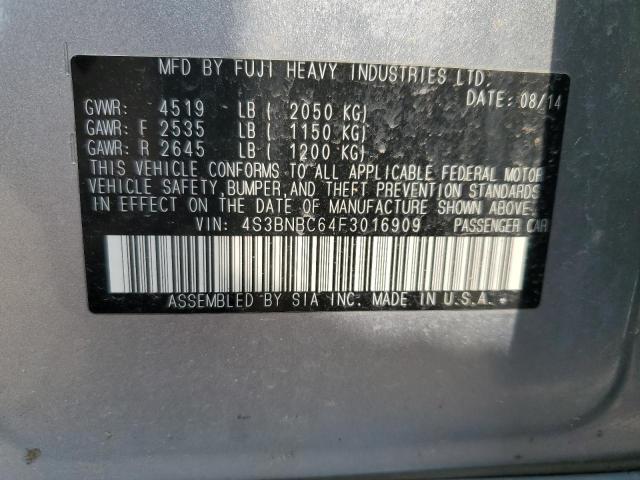 MFD BY FUJI HEAVY INDUSTRIES LTD.
DATE: 08/14
GVWR: 4519 LB ( 2050 KG)
GAWR: F 2535 LB ( 1150 KG)
GAWR: R 2645 LB ( 1200 KG)
THIS VEHICLE CONFORMS TO ALL APPLICABLE FEDERAL MOTOR
VEHICLE SAFETY, BUMPER, AND THEFT PREVENTION STANDARDS
IN EFFECT ON THE DATE OF MANUFACTURE SHOWN ABOVE.
VIN: 4S3BNBC64F3016909 PASSENGER CAR
ASSEMBLED BY SIA INC. MADE IN U.S.A.